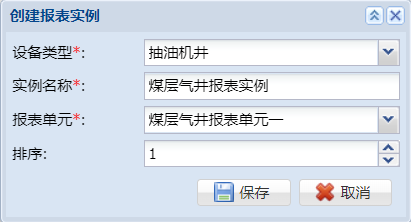 创建报表实例
设备类型*: 抽油机井
实例名称*: 煤层气井报表实例
报表单元*: 煤层气井报表单元一
排序: 1
保存 取消